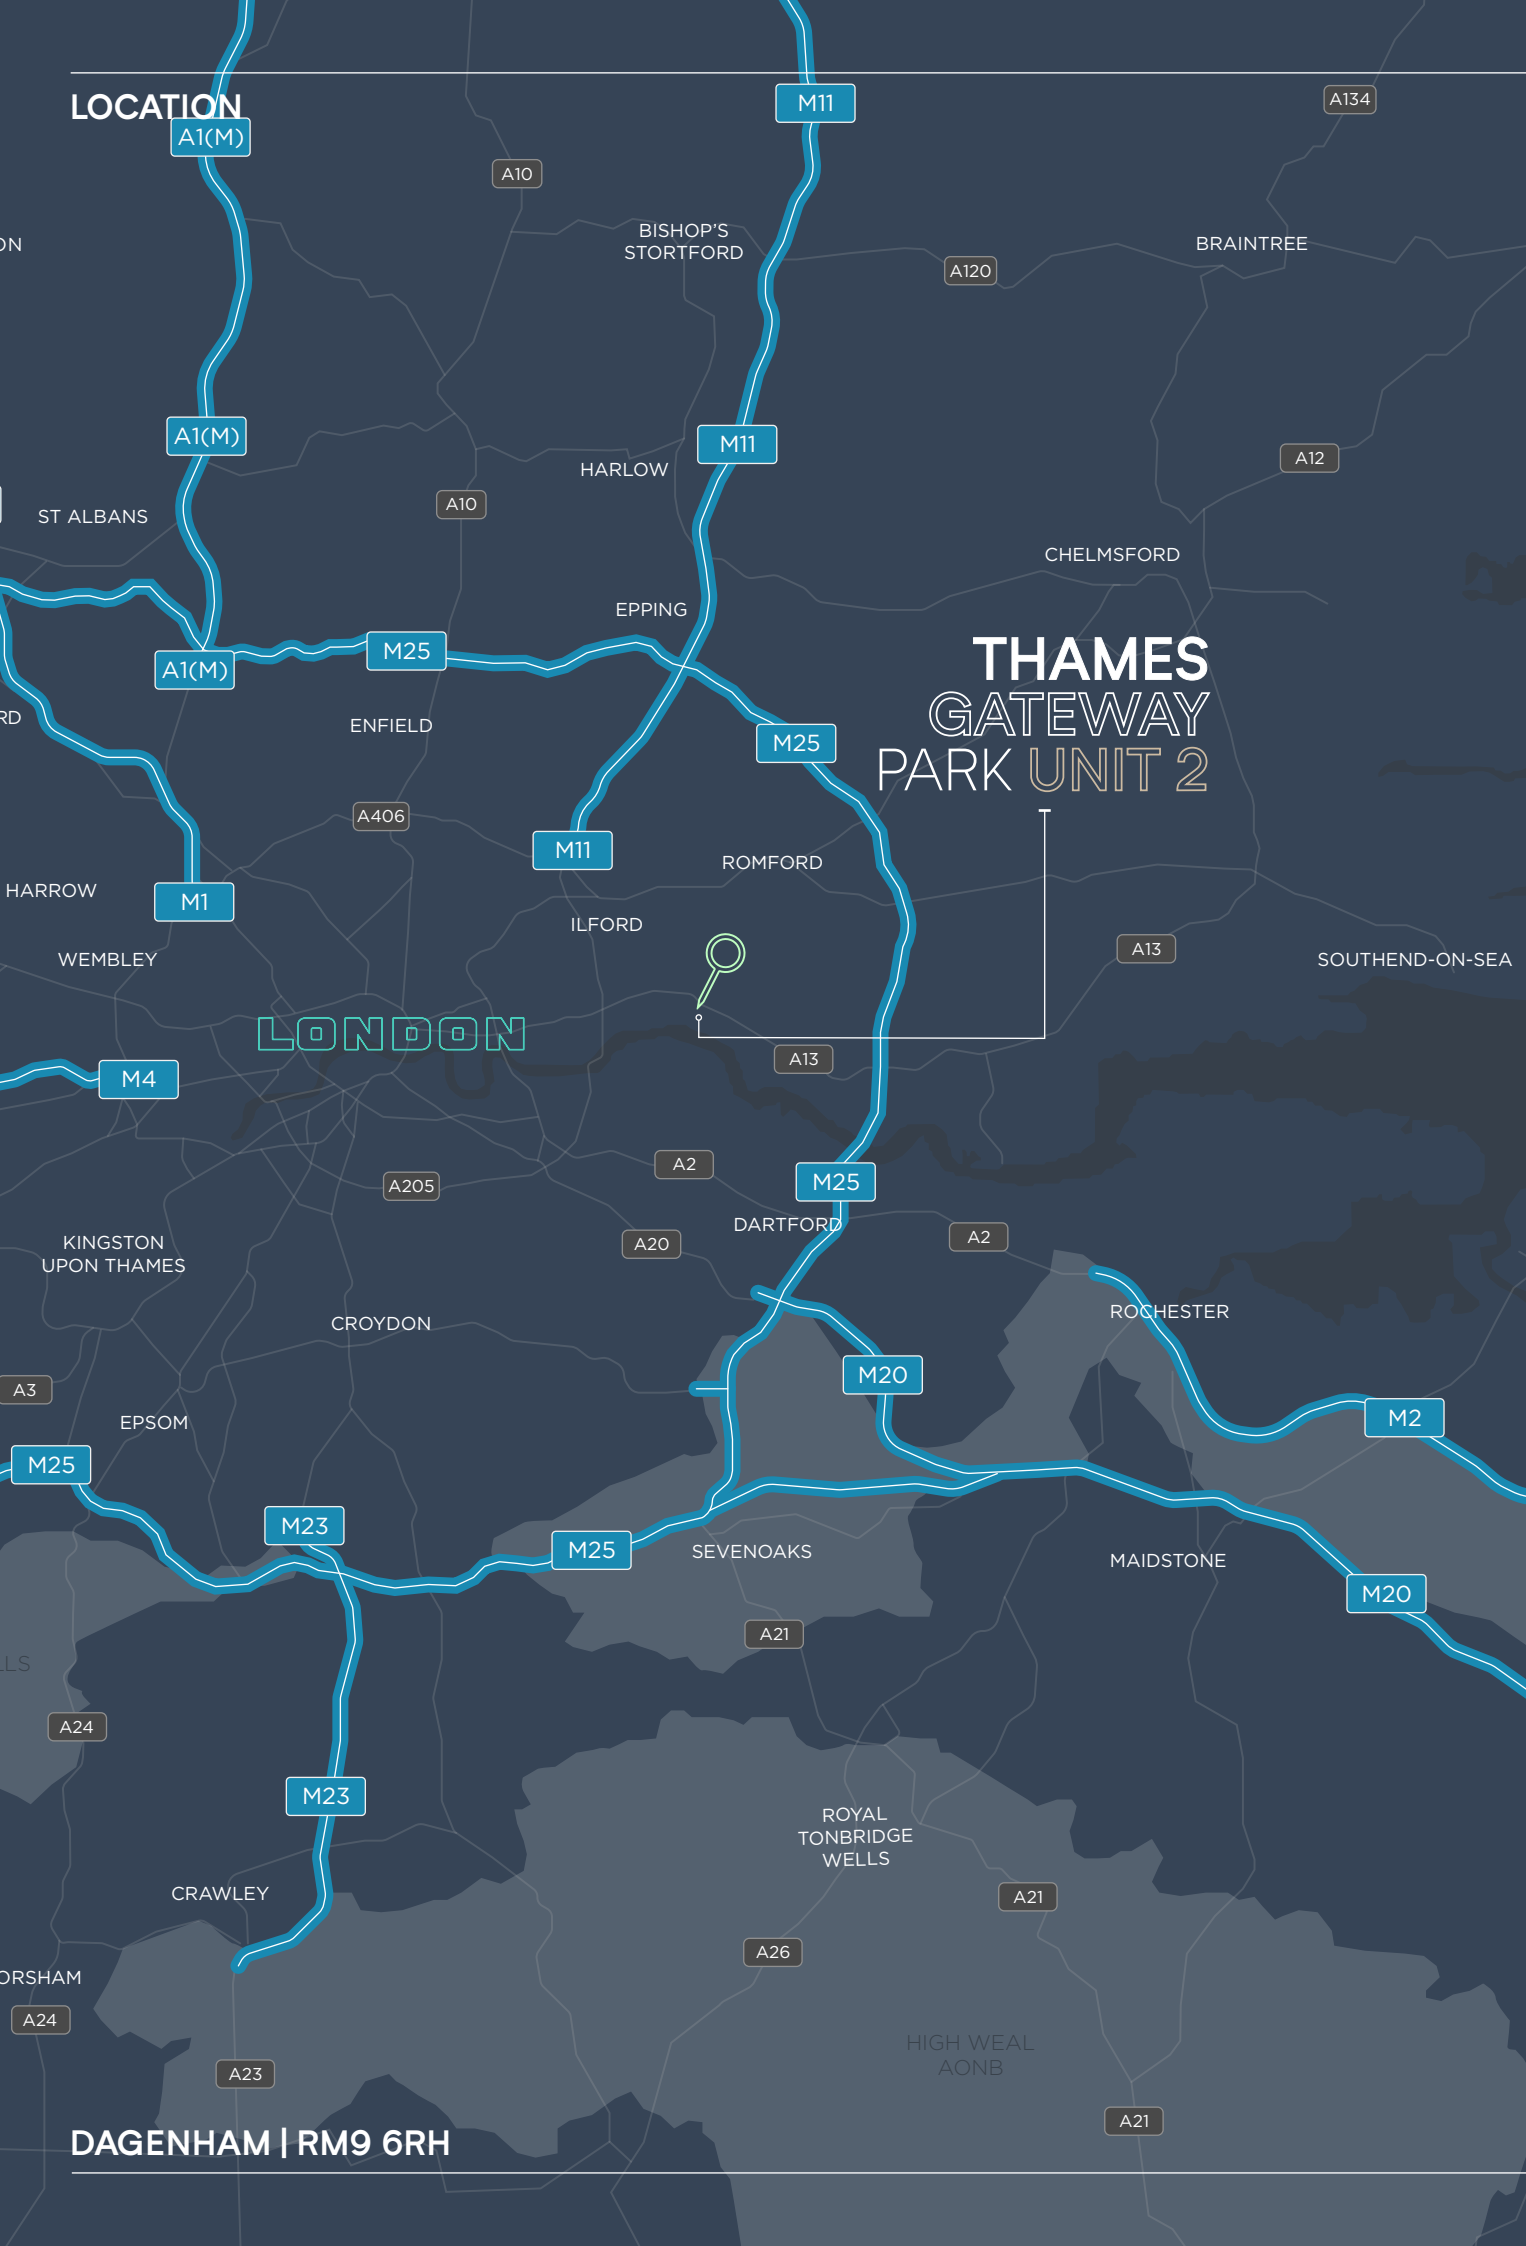 LOCATION
A1(M)
M11
A134
A10
BISHOP'S
STORTFORD
BRAINTREE
A120
A1(M)
M11
HARLOW
A12
A10
ST ALBANS
CHELMSFORD
EPPING
A1(M)
M25
THAMES
GATEWAY
PARK UNIT 2
ENFIELD
M25
A406
M11
ROMFORD
HARROW
M1
ILFORD
WEMBLEY
A13
SOUTHEND-ON-SEA
LONDON
A13
M4
A2
M25
A205
DARTFORD
A20
A2
KINGSTON
UPON THAMES
CROYDON
ROCHESTER
A3
M20
EPSOM
M2
M25
M23
M25
SEVENOAKS
MAIDSTONE
M20
A21
LLS
A24
M23
ROYAL
TONBRIDGE
WELLS
CRAWLEY
A21
A26
ORSHAM
A24
HIGH WEAL
AONB
A23
A21
DAGENHAM | RM9 6RH